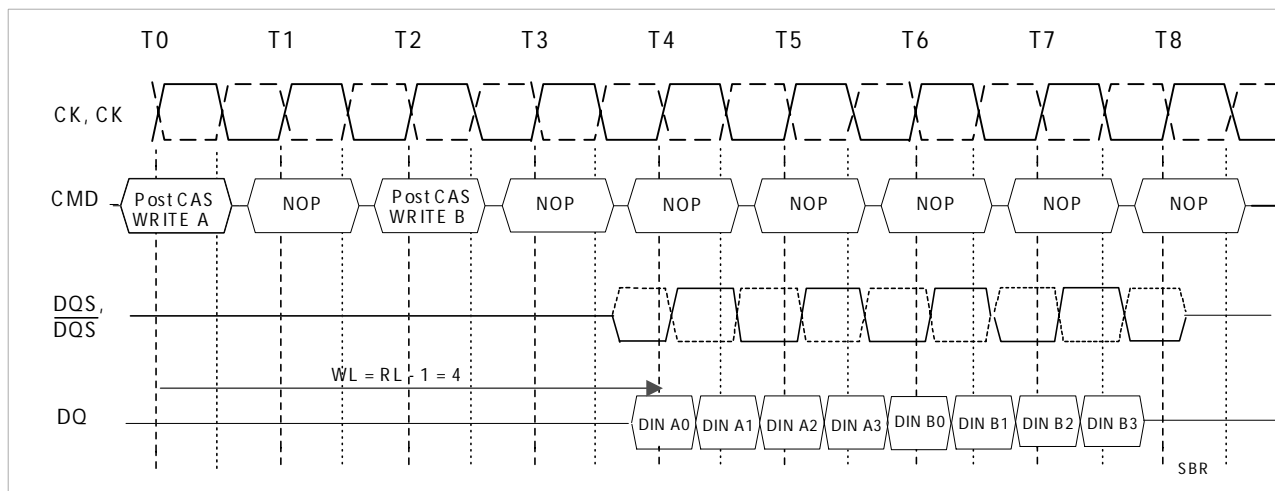 T0 T1 T2 T3 T4 T5 T6 T7 T8
CK, CK
CMD
Post CAS
WRITE A
NOP
Post CAS
WRITE B
NOP
NOP
NOP
NOP
NOP
NOP
DQS,
DQS
WL = RL - 1 = 4
DQ
DIN A0 DIN A1 DIN A2 DIN A3 DIN B0 DIN B1 DIN B2 DIN B3
SBR